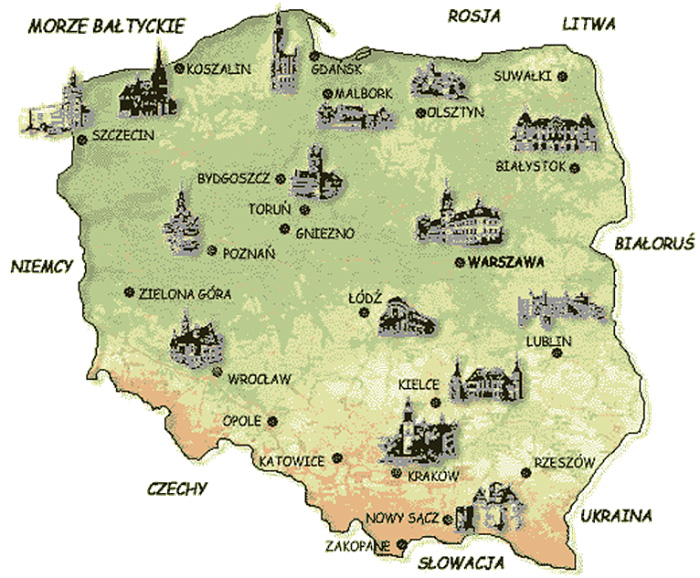 MORZE BAŁTYCKIE
ROSJA
LITWA
KOSZALIN
GDAŃSK
SUWAŁKI
MALBORK
OLSZTYN
SZCZECIN
BIAŁYSTOK
BYDGOSZCZ
TORUŃ
GNIEZNO
BIAŁORUŚ
POZNAŃ
NIEMCY
WARSZAWA
ZIELONA GÓRA
ŁÓDŹ
LUBLIN
WROCŁAW
KIELCE
OPOLE
KATOWICE
KRAKÓW
RZESZÓW
CZECHY
NOWY SĄCZ
UKRAINA
ZAKOPANE
SŁOWACJA